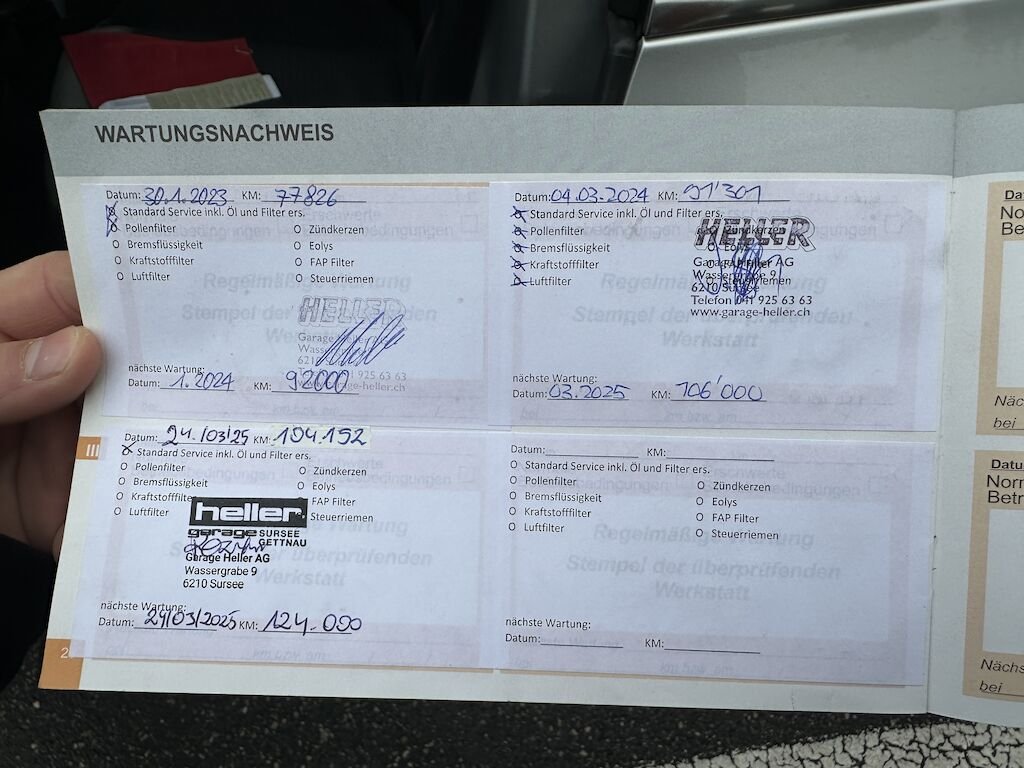 WARTUNGSNACHWEIS
Datum: 30.1.2023 KM: 77826
Standard Service inkl. Öl und Filter ers.
Pollenfilter
Bremsflüssigkeit
Kraftstofffilter
Luftfilter
Zündkerzen
Eolys
FAP Filter
Steuerriemen
HELLER
nächste Wartung:
Datum: 1.2024 KM: 92000
Datum: 04.03.2024 KM: 91'301
Standard Service inkl. Öl und Filter ers.
Pollenfilter
Bremsflüssigkeit
Kraftstofffilter
Luftfilter
Zündkerzen
Eolys
Steuerriemen
HELLER
Garage Heller AG
Wassergrabe 9
6210 Sursee
Telefon 041 925 63 63
www.garage-heller.ch
nächste Wartung:
Datum: 03.2025 KM: 106'000
Datum: 24/03/25 KM: 104.152
Standard Service inkl. Öl und Filter ers.
Pollenfilter
Bremsflüssigkeit
Kraftstofffilter
Luftfilter
Zündkerzen
Eolys
FAP Filter
Steuerriemen
heller.
garage SURSEE
GETTNAU
Garage Heller AG
Wassergrabe 9
6210 Sursee
nächste Wartung:
Datum: 24/03/2025 KM: 124.000
Datum: KM:
Standard Service inkl. Öl und Filter ers.
Pollenfilter
Bremsflüssigkeit
Kraftstofffilter
Luftfilter
Zündkerzen
Eolys
FAP Filter
Steuerriemen
Regelmäßige Wartung
Stempel der überprüfenden
Werkstatt
nächste Wartung:
Datum: KM:
III